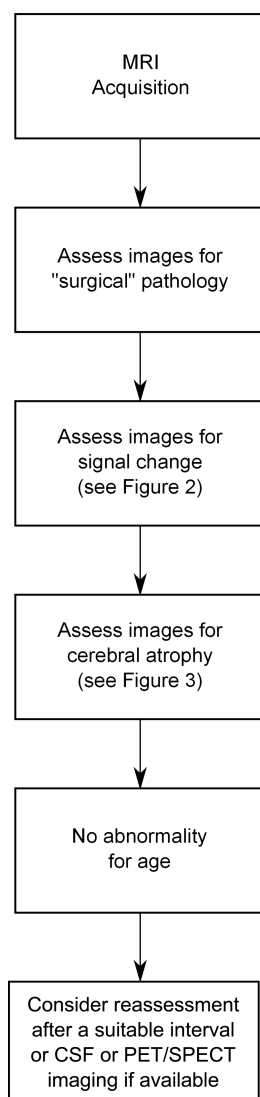 MRI
Acquisition
Assess images for
"surgical" pathology
Assess images for
signal change
(see Figure 2)
Assess images for
cerebral atrophy
(see Figure 3)
No abnormality
for age
Consider reassessment
after a suitable interval
or CSF or PET/SPECT
imaging if available